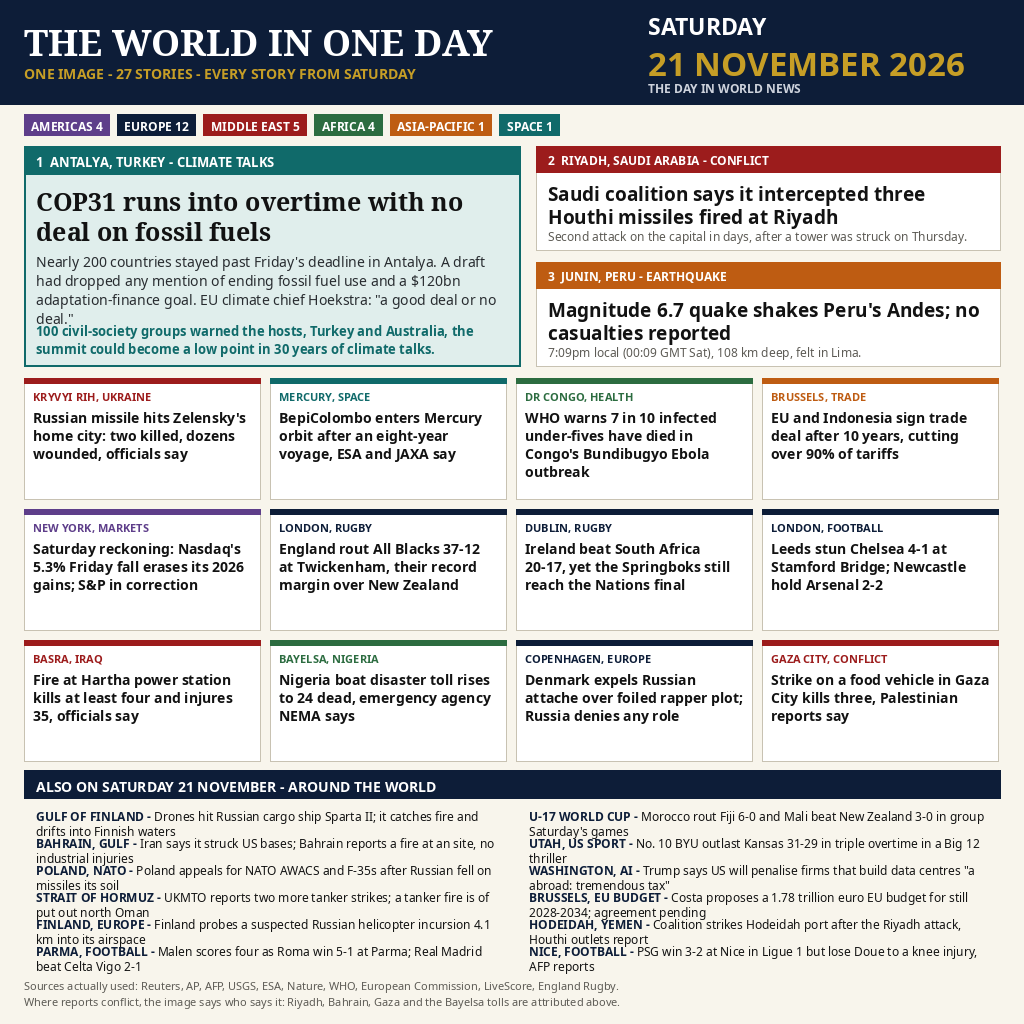 THE WORLD IN ONE DAY
ONE IMAGE - 27 STORIES - EVERY STORY FROM SATURDAY
SATURDAY
21 NOVEMBER 2026
THE DAY IN WORLD NEWS
AMERICAS 4
EUROPE 12
MIDDLE EAST 5
AFRICA 4
ASIA-PACIFIC 1
SPACE 1
1 ANTALYA, TURKEY - CLIMATE TALKS
COP31 runs into overtime with no
deal on fossil fuels
Nearly 200 countries stayed past Friday's deadline in Antalya. A draft
had dropped any mention of ending fossil fuel use and a $120bn
adaptation-finance goal. EU climate chief Hoekstra: "a good deal or no
deal."
100 civil-society groups warned the hosts, Turkey and Australia, the
summit could become a low point in 30 years of climate talks.
2 RIYADH, SAUDI ARABIA - CONFLICT
Saudi coalition says it intercepted three
Houthi missiles fired at Riyadh
Second attack on the capital in days, after a tower was struck on Thursday.
3 JUNIN, PERU - EARTHQUAKE
Magnitude 6.7 quake shakes Peru's Andes; no
casualties reported
7:09pm local (00:09 GMT Sat), 108 km deep, felt in Lima.
KRYVYI RIH, UKRAINE
Russian missile hits Zelensky's
home city: two killed, dozens
wounded, officials say
MERCURY, SPACE
BepiColombo enters Mercury
orbit after an eight-year
voyage, ESA and JAXA say
DR CONGO, HEALTH
WHO warns 7 in 10 infected
under-fives have died in
Congo's Bundibugyo Ebola
outbreak
BRUSSELS, TRADE
EU and Indonesia sign trade
deal after 10 years, cutting
over 90% of tariffs
NEW YORK, MARKETS
Saturday reckoning: Nasdaq's
5.3% Friday fall erases its 2026
gains; S&P in correction
LONDON, RUGBY
England rout All Blacks 37-12
at Twickenham, their record
margin over New Zealand
DUBLIN, RUGBY
Ireland beat South Africa
20-17, yet the Springboks still
reach the Nations final
LONDON, FOOTBALL
Leeds stun Chelsea 4-1 at
Stamford Bridge; Newcastle
hold Arsenal 2-2
BASRA, IRAQ
Fire at Hartha power station
kills at least four and injures
35, officials say
BAYELSA, NIGERIA
Nigeria boat disaster toll rises
to 24 dead, emergency agency
NEMA says
COPENHAGEN, EUROPE
Denmark expels Russian
attache over foiled rapper plot;
Russia denies any role
GAZA CITY, CONFLICT
Strike on a food vehicle in Gaza
City kills three, Palestinian
reports say
ALSO ON SATURDAY 21 NOVEMBER - AROUND THE WORLD
GULF OF FINLAND - Drones hit Russian cargo ship Sparta II; it catches fire and
drifts into Finnish waters
BAHRAIN, GULF - Iran says it struck US bases; Bahrain reports a fire at an site, no
industrial injuries
POLAND, NATO - Poland appeals for NATO AWACS and F-35s after Russian fell on
missiles its soil
STRAIT OF HORMUZ - UKMTO reports two more tanker strikes; a tanker fire is of
put out north Oman
FINLAND, EUROPE - Finland probes a suspected Russian helicopter incursion 4.1
km into its airspace
PARMA, FOOTBALL - Malen scores four as Roma win 5-1 at Parma; Real Madrid
beat Celta Vigo 2-1
U-17 WORLD CUP - Morocco rout Fiji 6-0 and Mali beat New Zealand 3-0 in group
Saturday's games
UTAH, US SPORT - No. 10 BYU outlast Kansas 31-29 in triple overtime in a Big 12
thriller
WASHINGTON, AI - Trump says US will penalise firms that build data centres "a
abroad: tremendous tax"
BRUSSELS, EU BUDGET - Costa proposes a 1.78 trillion euro EU budget for still
2028-2034; agreement pending
HODEIDAH, YEMEN - Coalition strikes Hodeidah port after the Riyadh attack,
Houthi outlets report
NICE, FOOTBALL - PSG win 3-2 at Nice in Ligue 1 but lose Doue to a knee injury,
AFP reports
Sources actually used: Reuters, AP, AFP, USGS, ESA, Nature, WHO, European Commission, LiveScore, England Rugby.
Where reports conflict, the image says who says it: Riyadh, Bahrain, Gaza and the Bayelsa tolls are attributed above.